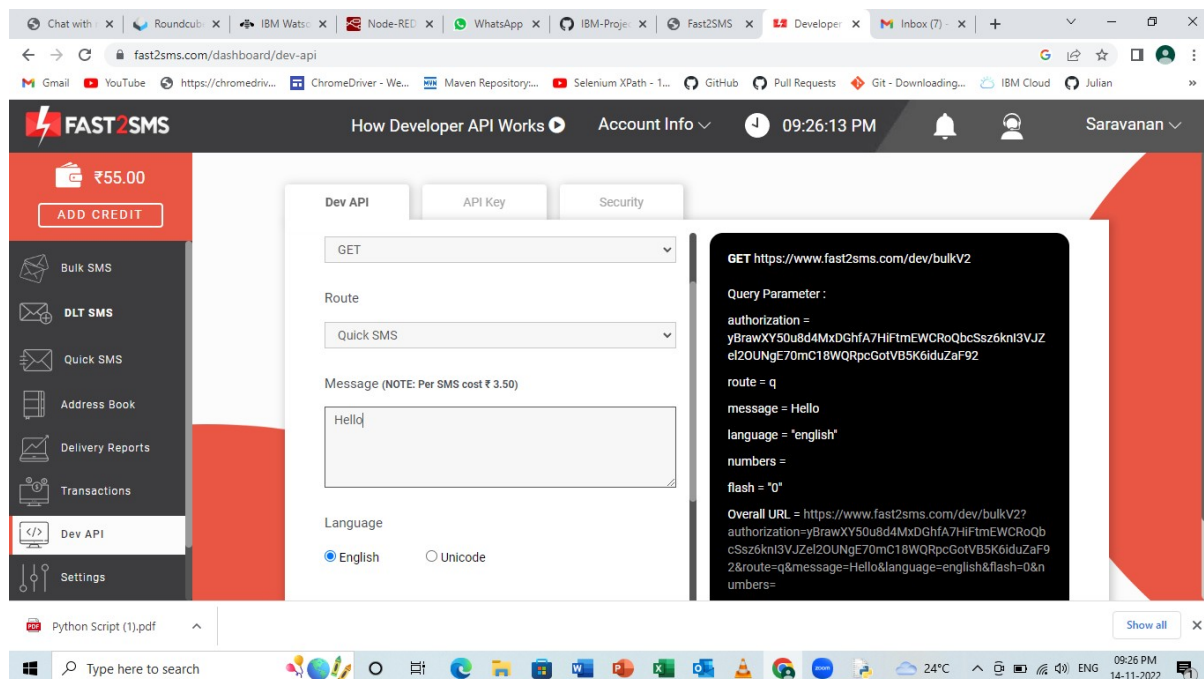 Chat with
Roundcub
IBM Wats
Node-RED
WhatsApp
IBM-Proje
Fast2SMS
Developer
Inbox (7) -
fast2sms.com/dashboard/dev-api
Gmail
YouTube
https://chromedriv...
ChromeDriver - We...
Maven Repository:...
Selenium XPath - 1...
GitHub
Pull Requests
Git - Downloading...
IBM Cloud
Julian
FAST2SMS
How Developer API Works
Account Info
09:26:13 PM
Saravanan
₹55.00
ADD CREDIT
Bulk SMS
DLT SMS
Quick SMS
Address Book
Delivery Reports
Transactions
Dev API
Settings
Dev API
API Key
Security
GET
Route
Quick SMS
Message (NOTE: Per SMS cost ₹ 3.50)
Hello
Language
English
Unicode
GET https://www.fast2sms.com/dev/bulkV2
Query Parameter :
authorization =
yBrawXY50u8d4MxDGhfA7HiFtmEWCRoQbcSsz6knI3VJZ
el2OUNgE70mC18WQRpcGotVB5K6iduZaF92
route = q
message = Hello
language = "english"
numbers =
flash = "0"
Overall URL = https://www.fast2sms.com/dev/bulkV2?
authorization=yBrawXY50u8d4MxDGhfA7HiFtmEWCRoQb
cSsz6knI3VJZel2OUNgE70mC18WQRpcGotVB5K6iduZaF9
2&route=q&message=Hello&language=english&flash=0&n
umbers=
Python Script (1).pdf
Show all
Type here to search
24°C
ENG
09:26 PM
14-11-2022